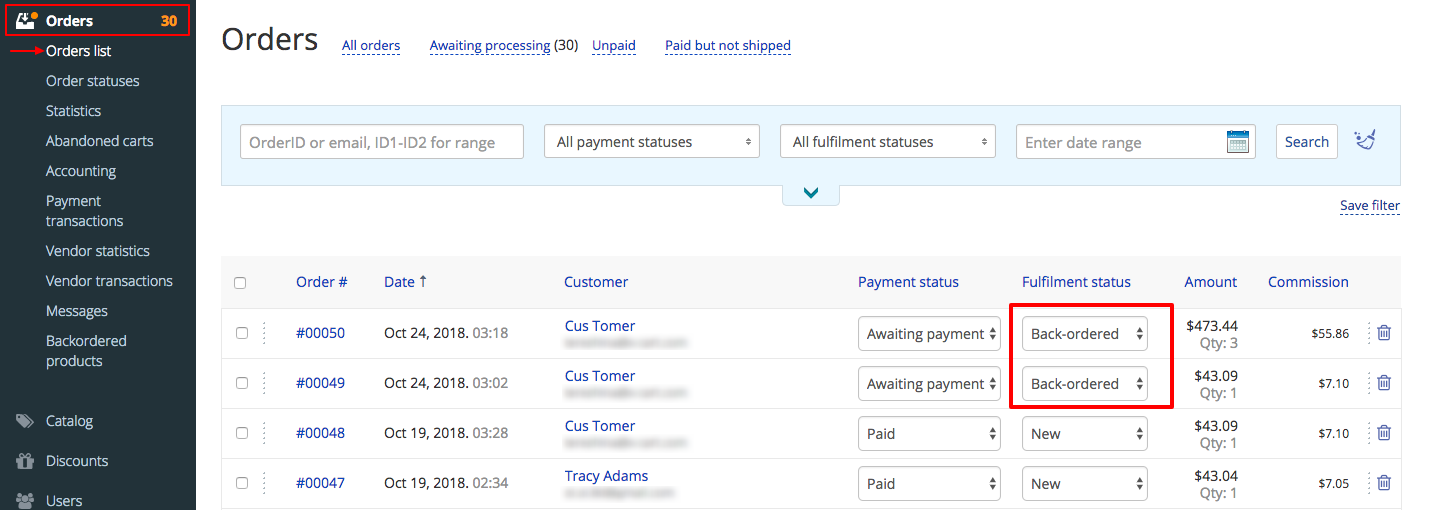 Orders 30
Orders list
Order statuses
Statistics
Abandoned carts
Accounting
Payment
transactions
Vendor statistics
Vendor transactions
Messages
Backordered
products
Catalog
Discounts
Users
Orders All orders Awaiting processing (30) Unpaid Paid but not shipped
OrderID or email, ID1-ID2 for range All payment statuses All fulfilment statuses Enter date range Search
Save filter
Order # Date ↑ Customer Payment status Fulfilment status Amount Commission
#00050 Oct 24, 2018. 03:18 Cus Tomer Awaiting payment Back-ordered $473.44 $55.86
Qty: 3
#00049 Oct 24, 2018. 03:02 Cus Tomer Awaiting payment Back-ordered $43.09 $7.10
Qty: 1
#00048 Oct 19, 2018. 03:28 Cus Tomer Paid New $43.09 $7.10
Qty: 1
#00047 Oct 19, 2018. 02:34 Tracy Adams Paid New $43.04 $7.05
Qty: 1